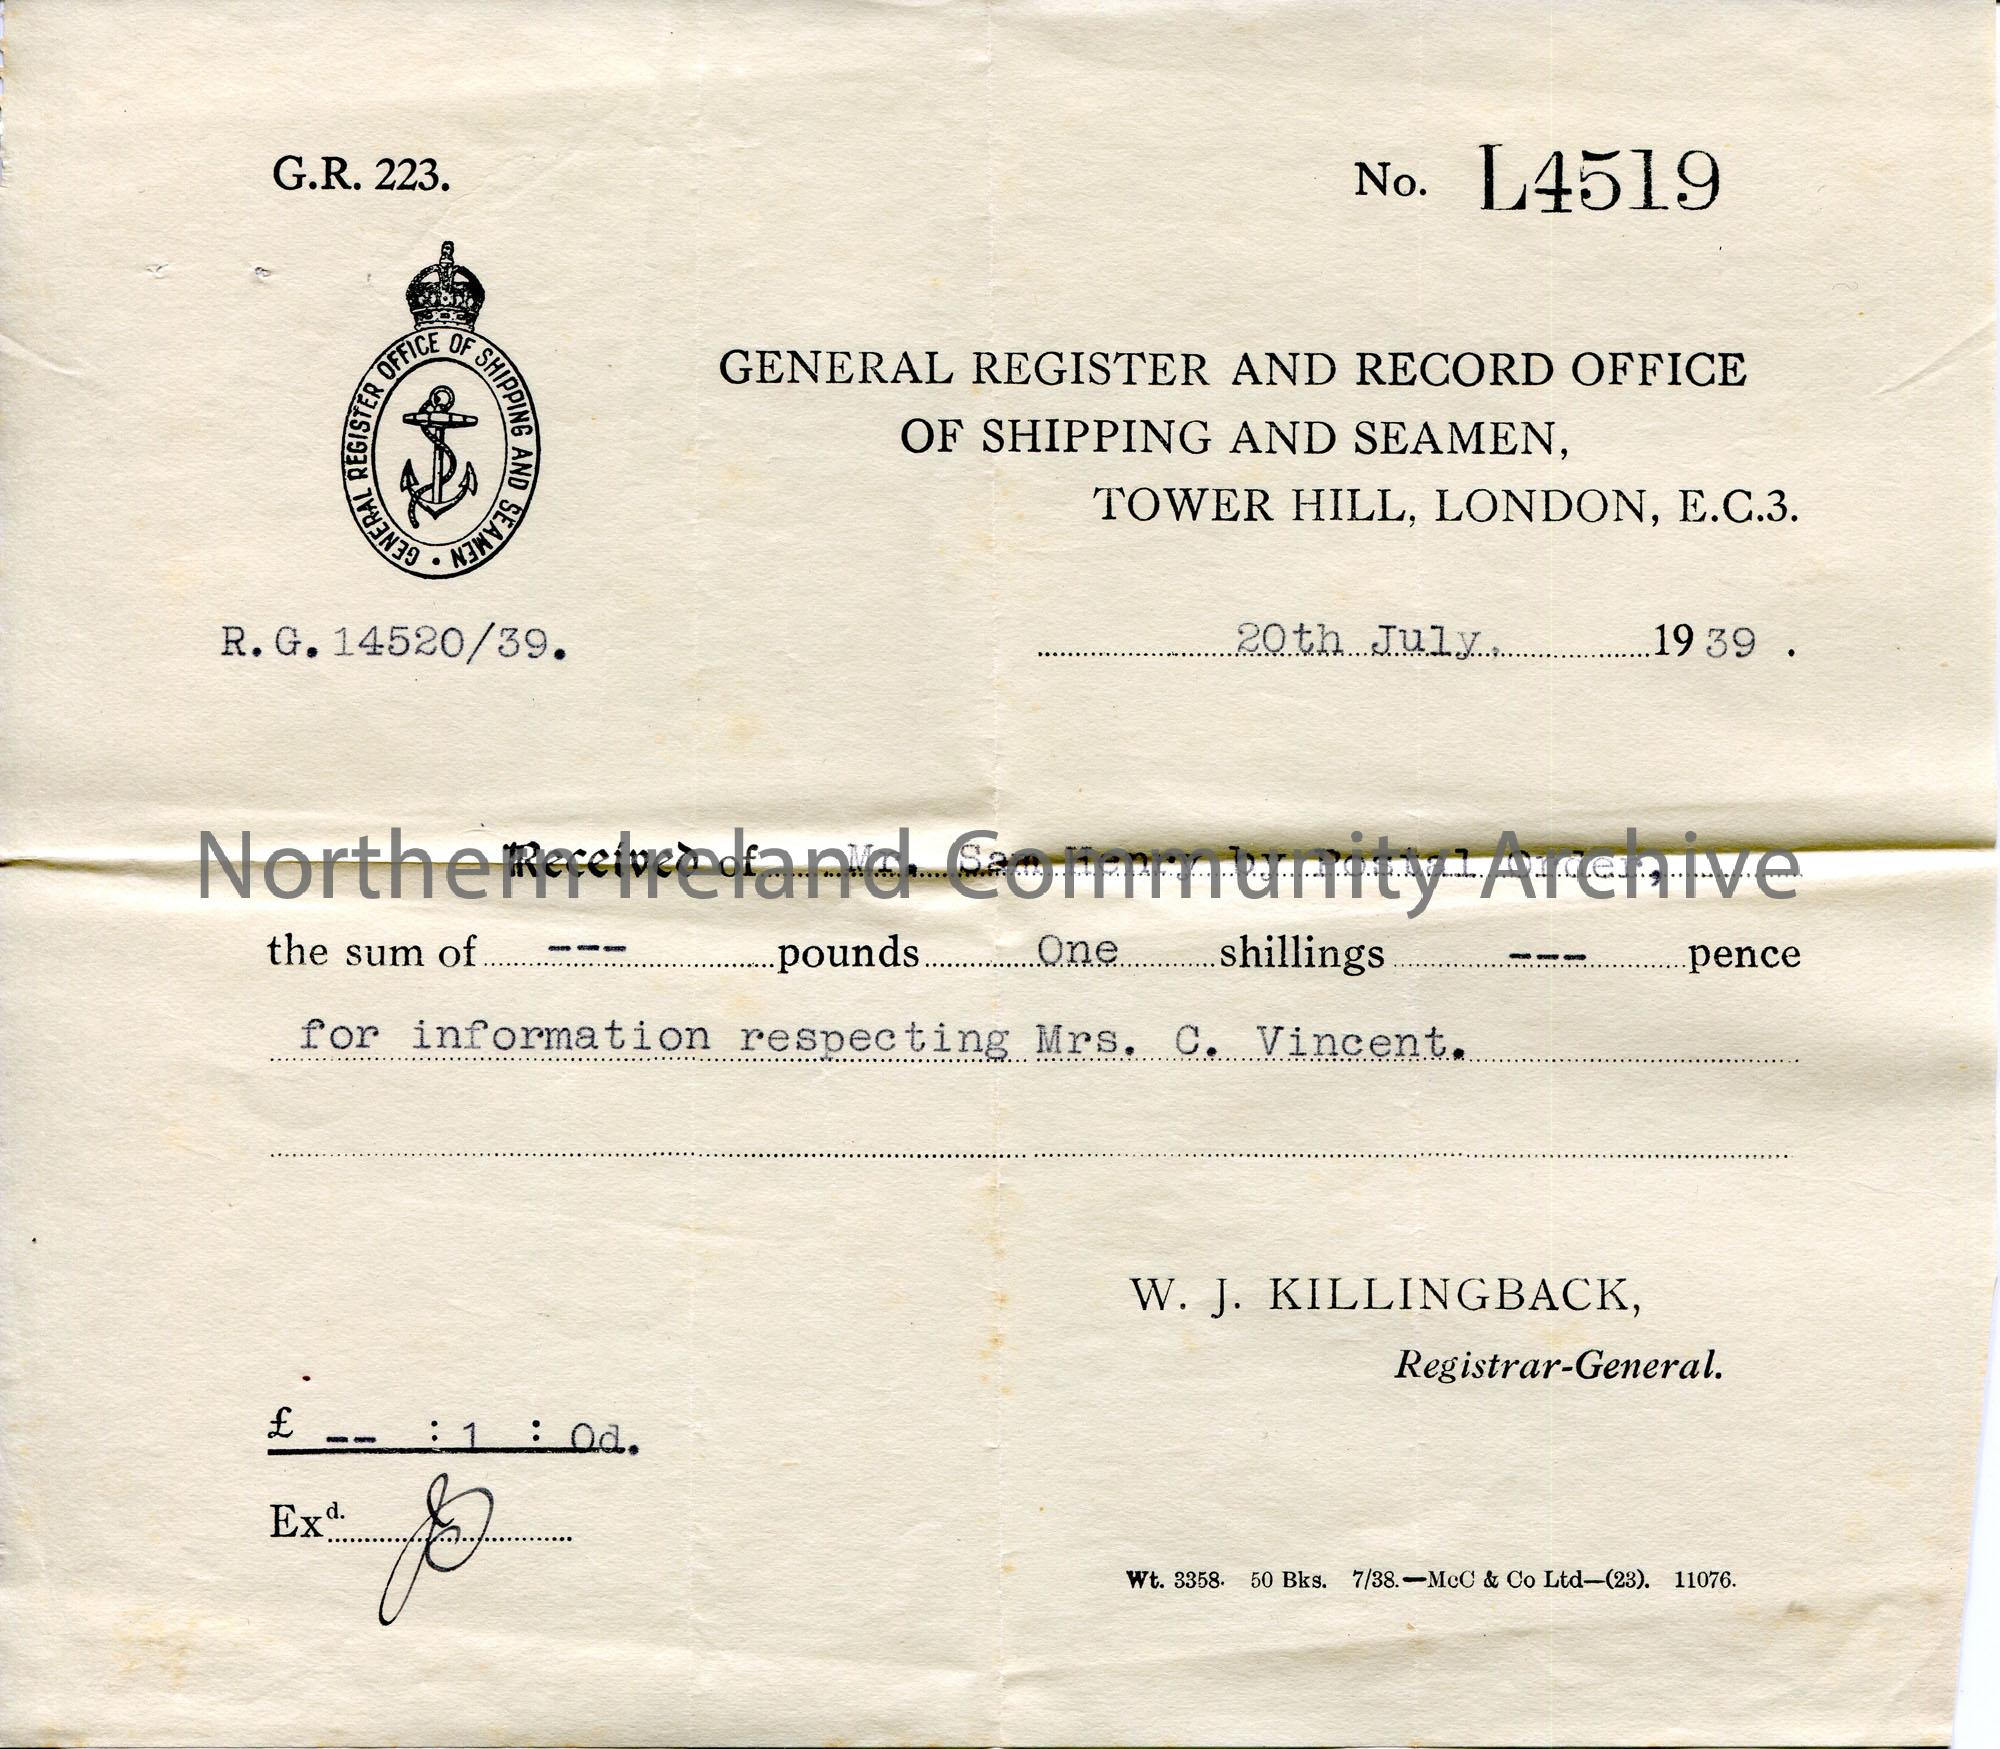 G.R. 223.
No. L4519
GENERAL REGISTER OFFICE OF SHIPPING AND SEAMEN •
GENERAL REGISTER AND RECORD OFFICE
OF SHIPPING AND SEAMEN,
TOWER HILL, LONDON, E.C.3.
R.G.14520/39.
20th July. 1939 .
Northern Ireland Community Archive
Received of Mr. Sam Henry by Postal Order,
the sum of --- pounds One shillings --- pence
for information respecting Mrs. C. Vincent.
W. J. KILLINGBACK,
Registrar-General.
£ -- : 1 : 0d.
Exd.
Wt. 3358. 50 Bks. 7/38.—McC & Co Ltd—(23). 11076.